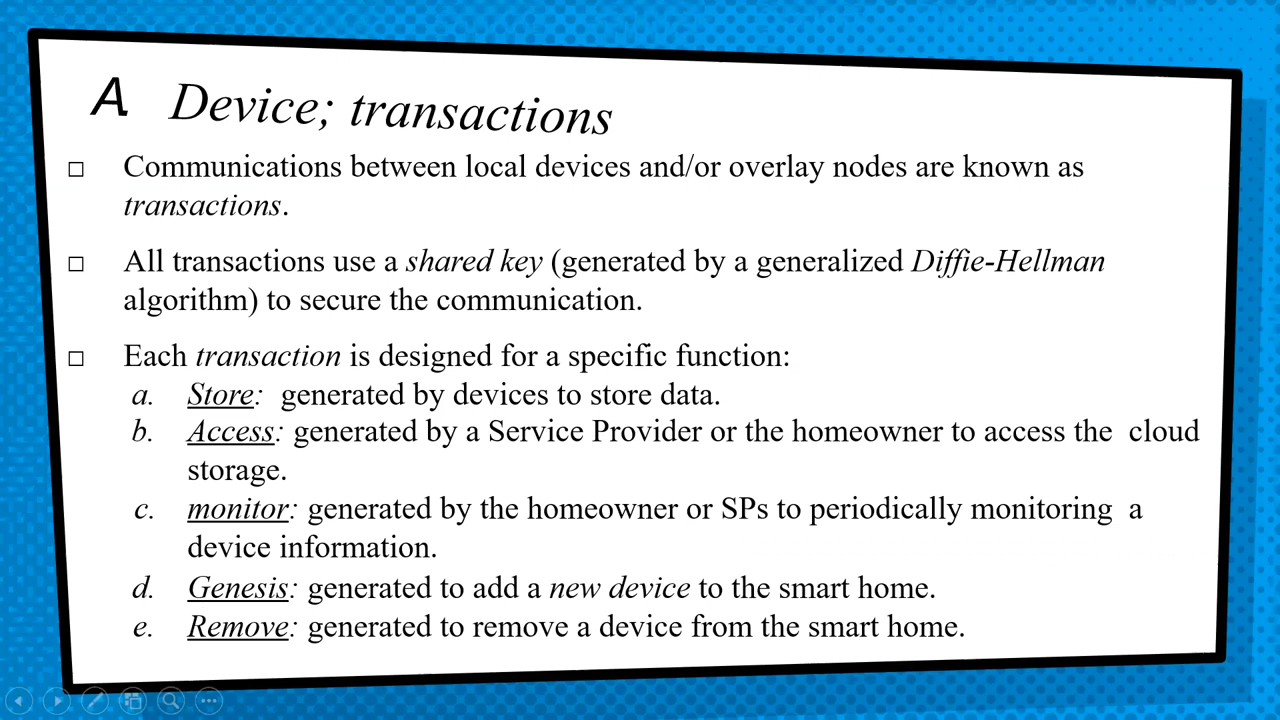 A. Device; transactions
□ Communications between local devices and/or overlay nodes are known as
transactions.
□ All transactions use a shared key (generated by a generalized Diffie-Hellman
algorithm) to secure the communication.
□ Each transaction is designed for a specific function:
a. Store: generated by devices to store data.
b. Access: generated by a Service Provider or the homeowner to access the cloud
storage.
c. monitor: generated by the homeowner or SPs to periodically monitoring a
device information.
d. Genesis: generated to add a new device to the smart home.
e. Remove: generated to remove a device from the smart home.